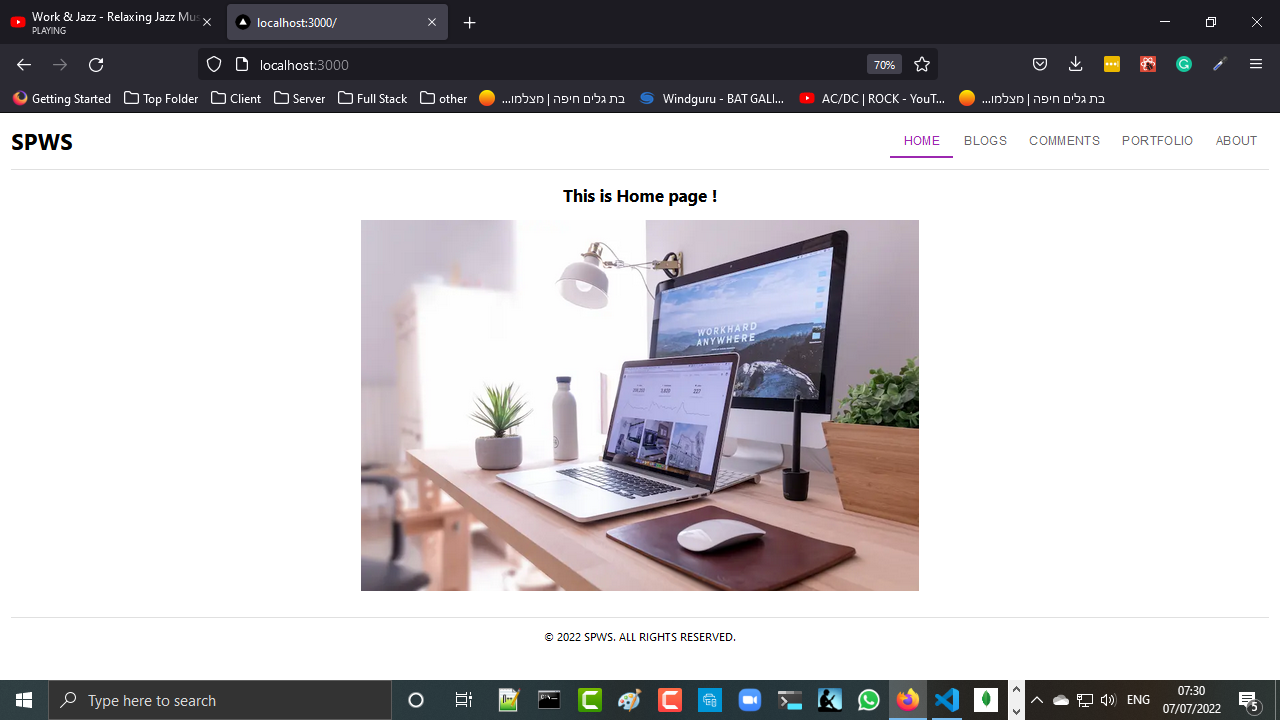 Work & Jazz - Relaxing Jazz Mus
PLAYING
localhost:3000/
localhost:3000
70%
Getting Started
Top Folder
Client
Server
Full Stack
other
בת גלים חיפה | מצלמו...
Windguru - BAT GALI...
AC/DC | ROCK - YouT...
בת גלים חיפה | מצלמו...
SPWS
HOME
BLOGS
COMMENTS
PORTFOLIO
ABOUT
This is Home page !
WORKHARD
ANYWHERE
© 2022 SPWS. ALL RIGHTS RESERVED.
Type here to search
ENG
07:30
07/07/2022
5